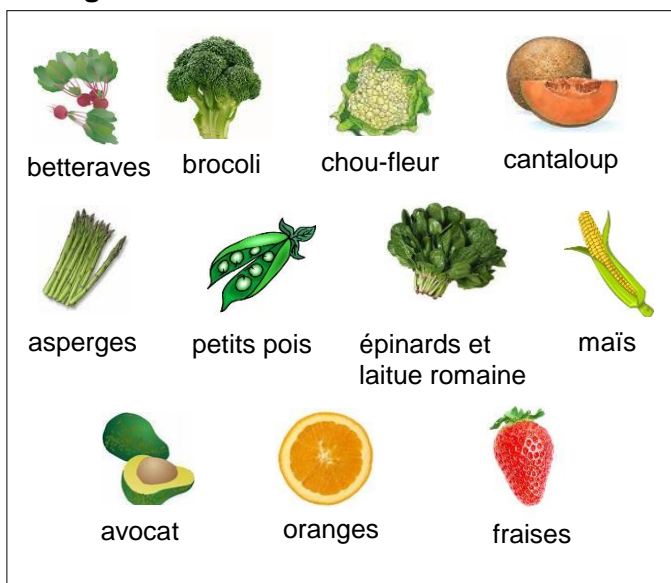 betteraves brocoli chou-fleur cantaloup
asperges petits pois épinards et maïs
laitue romaine
avocat oranges fraises